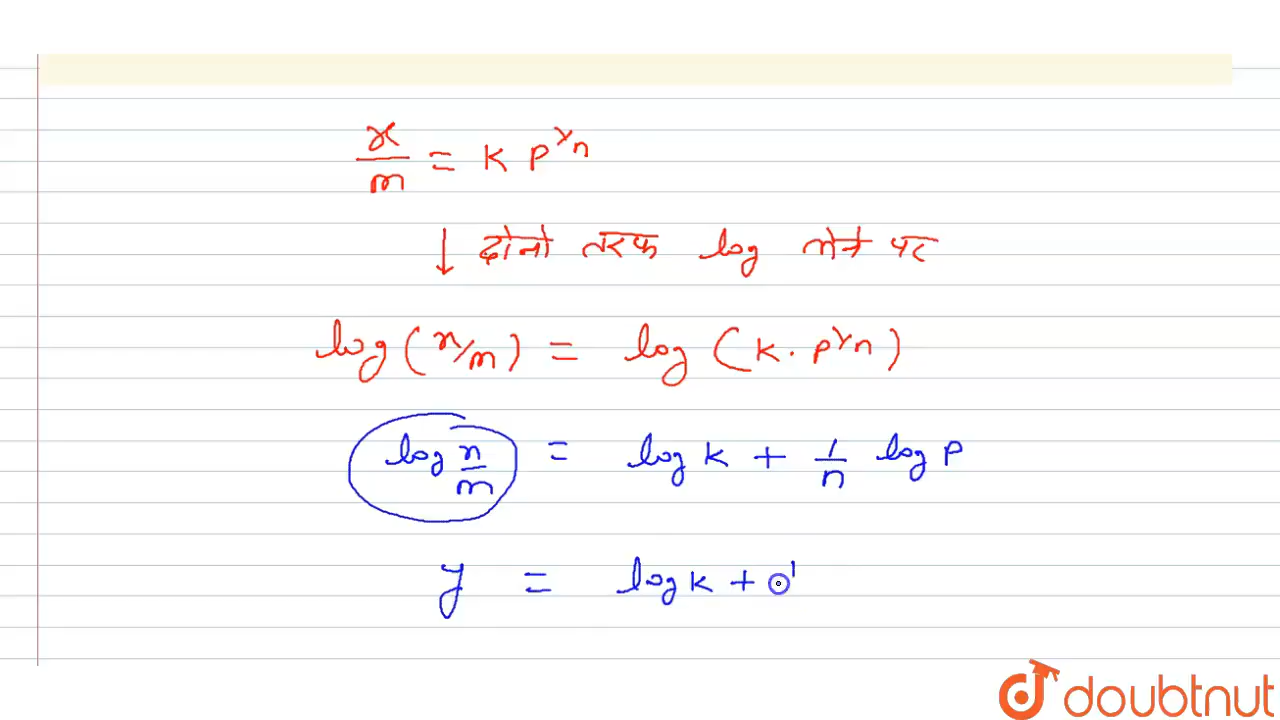 x/m = K P^1/n
↓ दोनो तरफ log लेने पर
log (x/m) = log (K. P^1/n)
log x/m = log K + 1/n log P
y = log K +
doubtnut